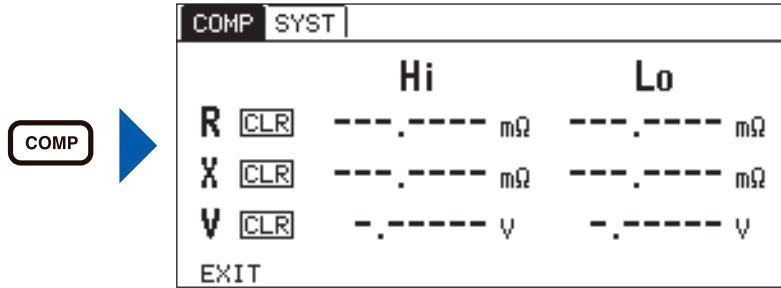 COMP SYST
Hi Lo
COMP
R CLR ---.---- mΩ ---.---- mΩ
X CLR ---.---- mΩ ---.---- mΩ
V CLR -.----- V -.----- V
EXIT